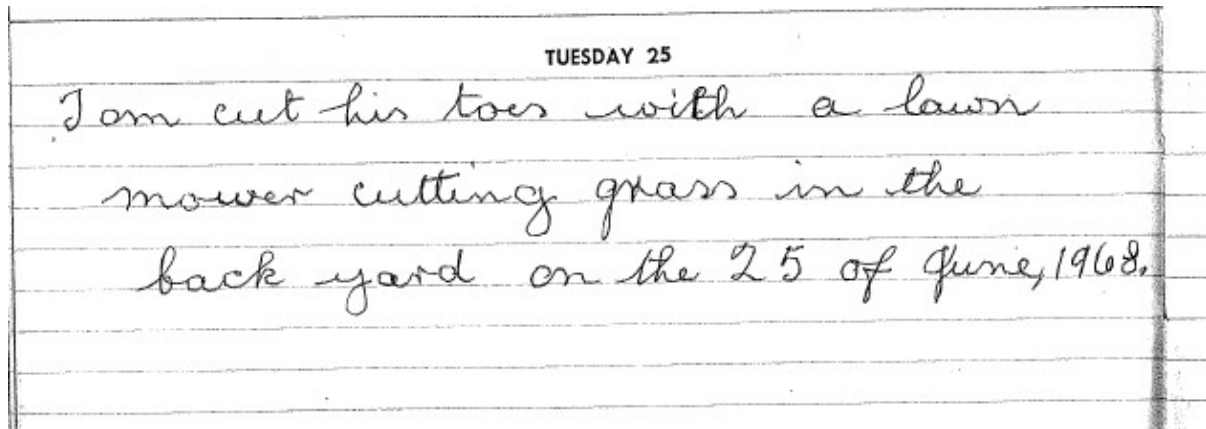 TUESDAY 25
Tom cut his toes with a lawn
mower cutting grass in the
back yard on the 25 of June, 1968.